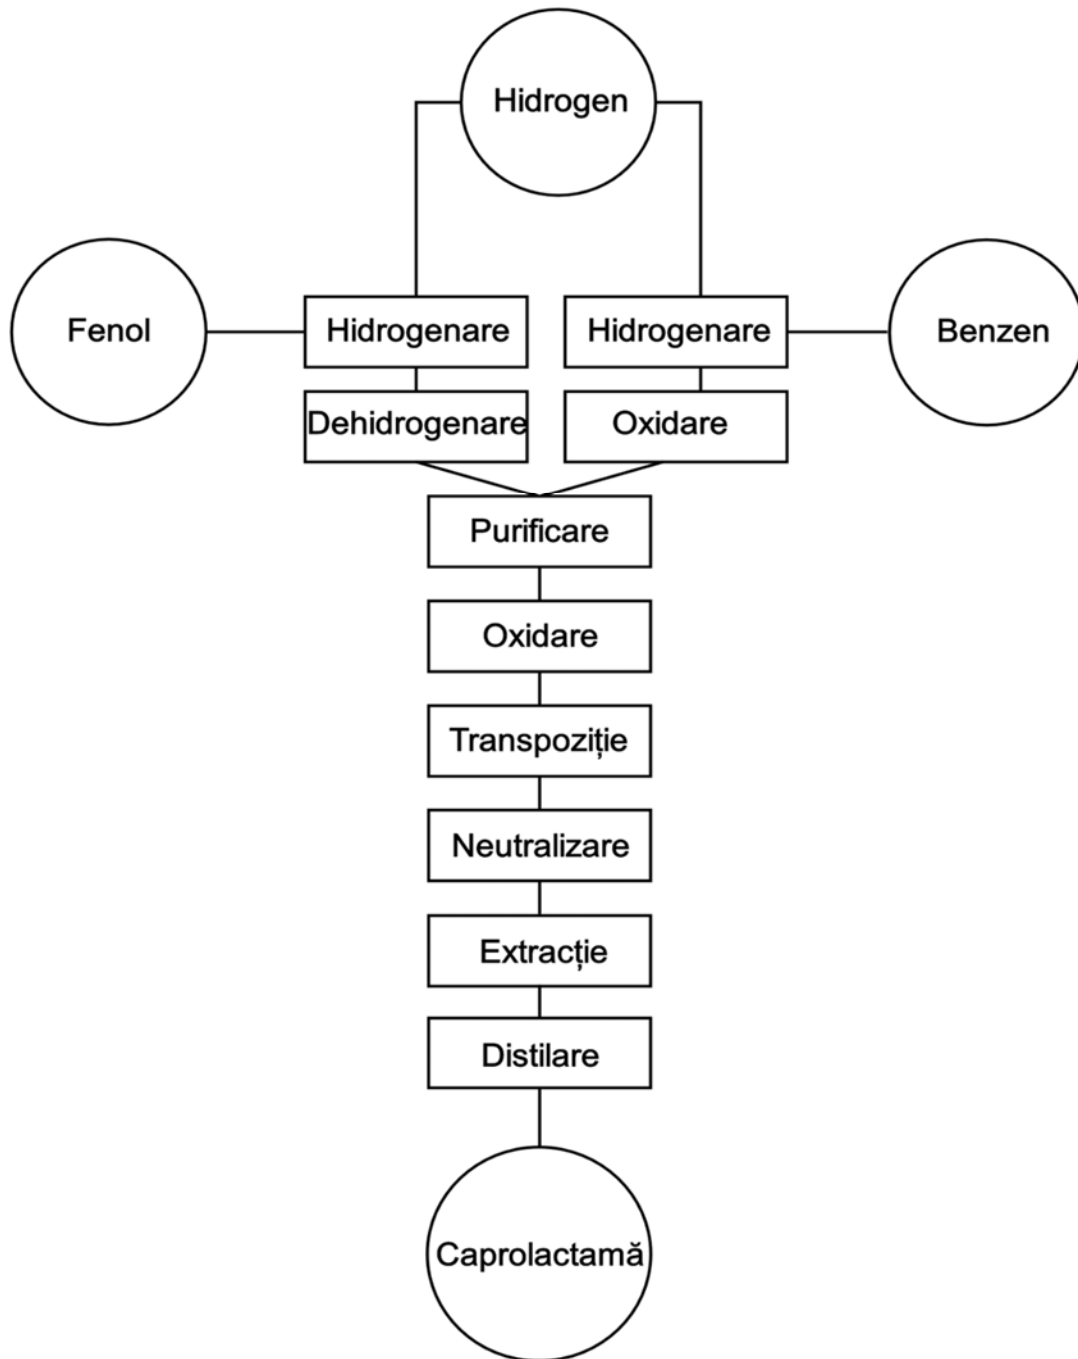 Hidrogen
Fenol
Hidrogenare
Hidrogenare
Benzen
Dehidrogenare
Oxidare
Purificare
Oxidare
Transpoziție
Neutralizare
Extracție
Distilare
Caprolactamă